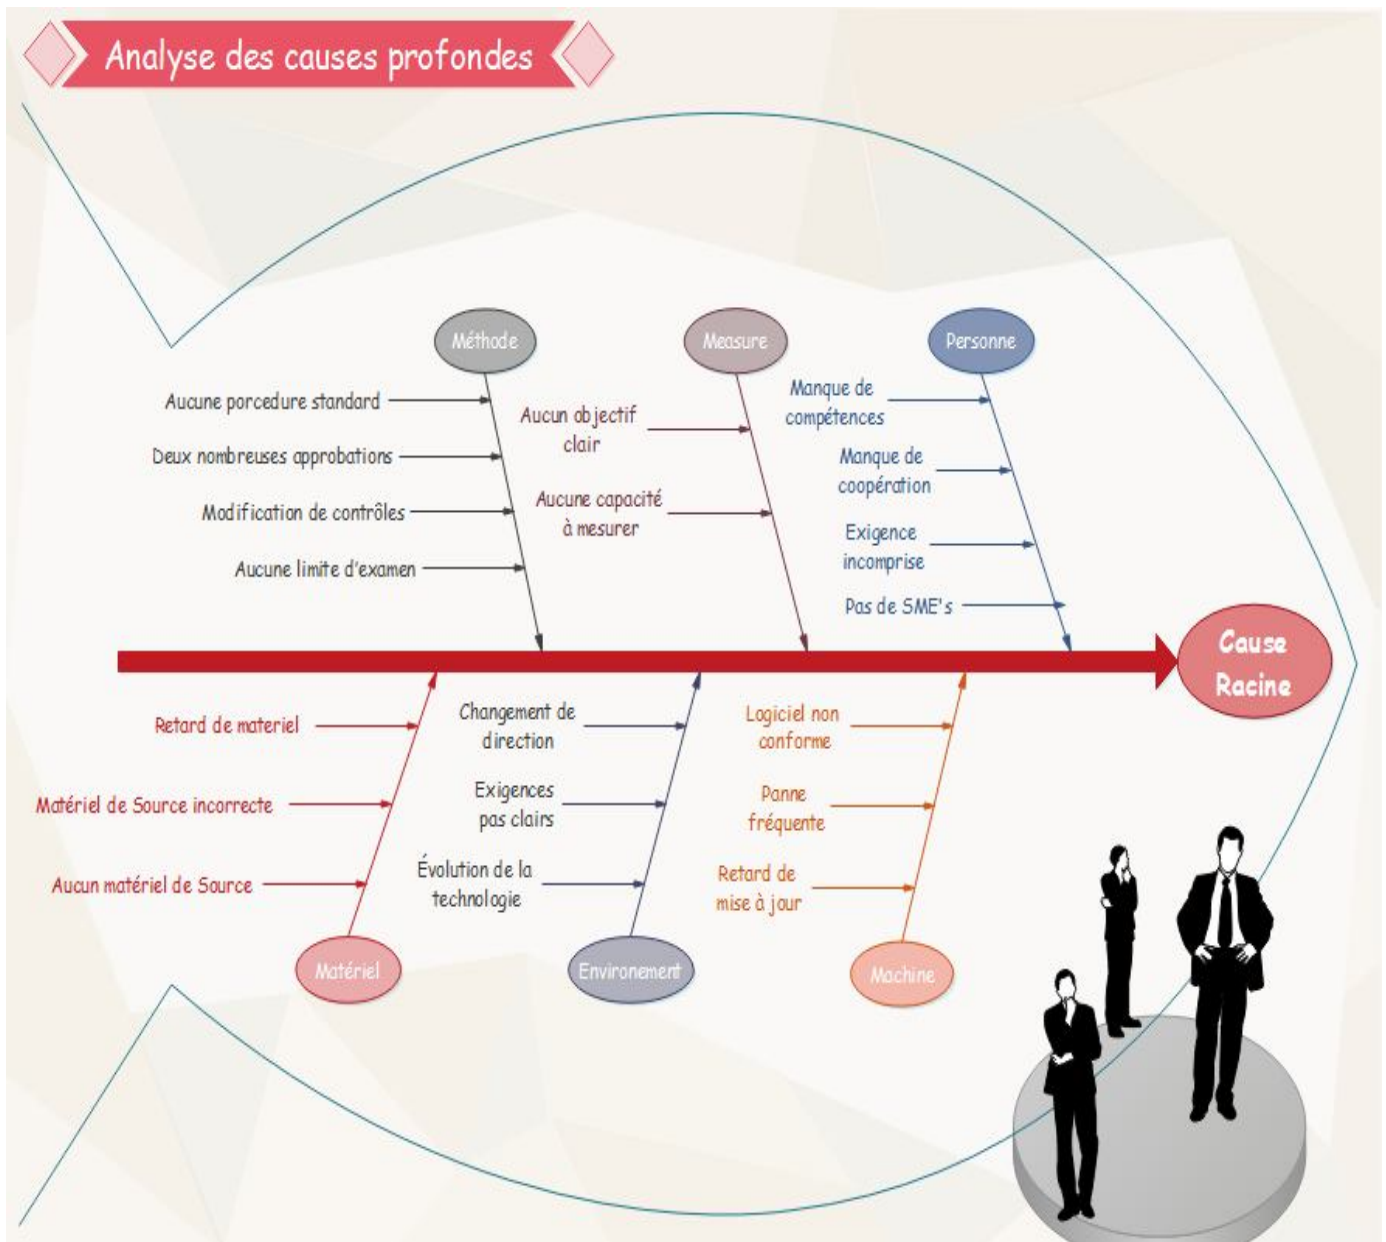 Analyse des causes profondes
Méthode
Aucune porcedure standard
Deux nombreuses approbations
Modification de contrôles
Aucune limite d'examen
Measure
Aucun objectif
clair
Aucune capacité
à mesurer
Personne
Manque de
compétences
Manque de
coopération
Exigence
incomprise
Pas de SME's
Cause
Racine
Retard de materiel
Matériel de Source incorrecte
Aucun matériel de Source
Matériel
Changement de
direction
Exigences
pas clairs
Évolution de la
technologie
Environement
Logiciel non
conforme
Panne
fréquente
Retard de
mise à jour
Machine